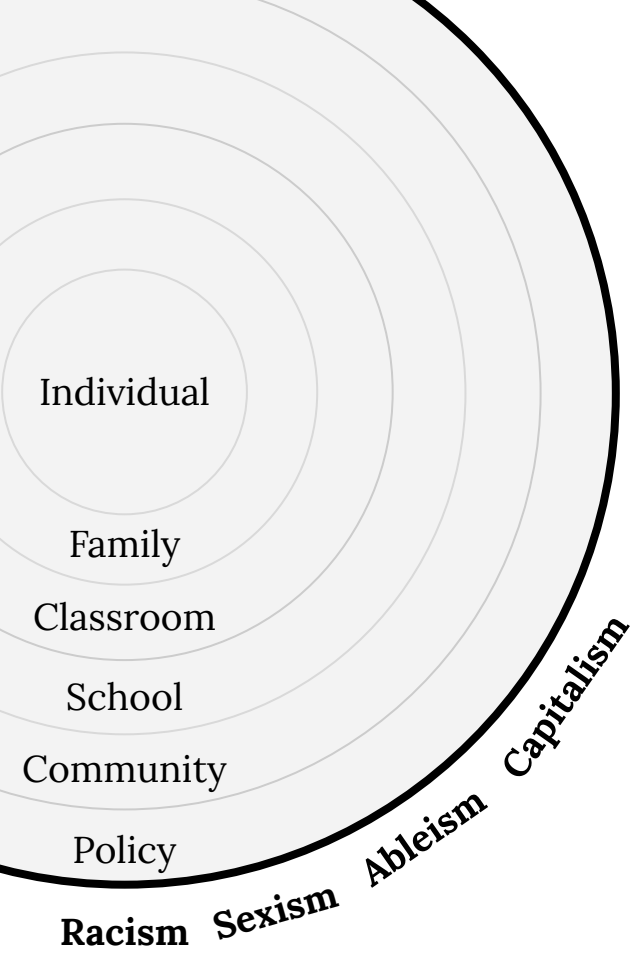 Individual
Family
Classroom
School
Community
Policy
Racism
Sexism
Ableism
Capitalism